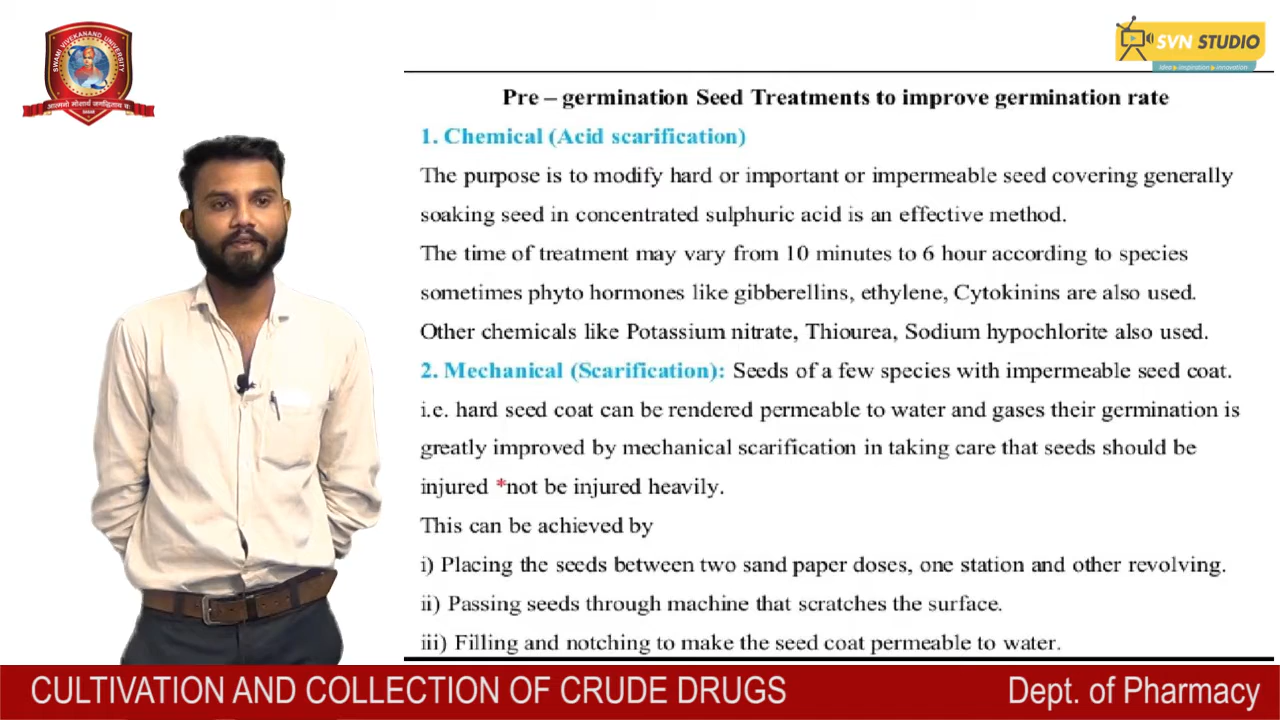 SWAMI VIVEKANAND UNIVERSITY
SVN STUDIO
Idea Inspiration Innovation
Pre – germination Seed Treatments to improve germination rate
1. Chemical (Acid scarification)
The purpose is to modify hard or important or impermeable seed covering generally
soaking seed in concentrated sulphuric acid is an effective method.
The time of treatment may vary from 10 minutes to 6 hour according to species
sometimes phyto hormones like gibberellins, ethylene, Cytokinins are also used.
Other chemicals like Potassium nitrate, Thiourea, Sodium hypochlorite also used.
2. Mechanical (Scarification): Seeds of a few species with impermeable seed coat.
i.e. hard seed coat can be rendered permeable to water and gases their germination is
greatly improved by mechanical scarification in taking care that seeds should be
injured *not be injured heavily.
This can be achieved by
i) Placing the seeds between two sand paper doses, one station and other revolving.
ii) Passing seeds through machine that scratches the surface.
iii) Filling and notching to make the seed coat permeable to water.
CULTIVATION AND COLLECTION OF CRUDE DRUGS
Dept. of Pharmacy